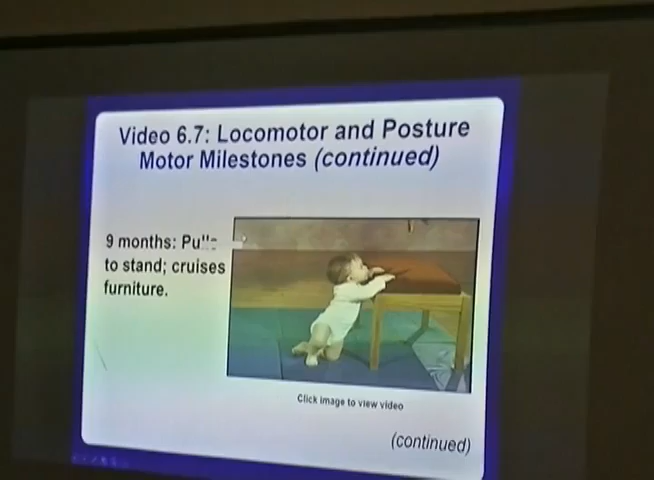 Video 6.7: Locomotor and Posture
Motor Milestones (continued)
9 months:
to stand; cruises
furniture.
Click image to view video
(continued)